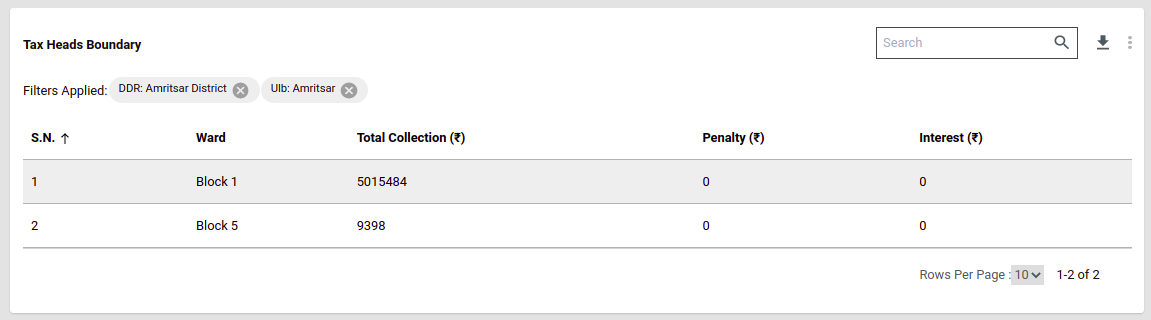 Tax Heads Boundary
Search
Filters Applied: DDR: Amritsar District Ulb: Amritsar
S.N. Ward Total Collection (₹) Penalty (₹) Interest (₹)
1 Block 1 5015484 0 0
2 Block 5 9398 0 0
Rows Per Page : 10 1-2 of 2